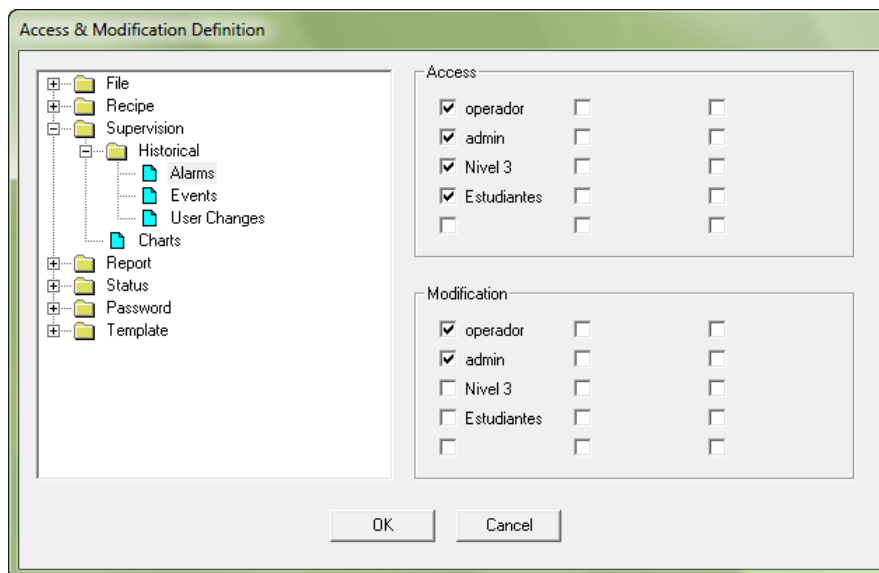 Access & Modification Definition
File
Recipe
Supervision
Historical
Alarms
Events
User Changes
Charts
Report
Status
Password
Template
Access
operador
admin
Nivel 3
Estudiantes
Modification
operador
admin
Nivel 3
Estudiantes
OK Cancel